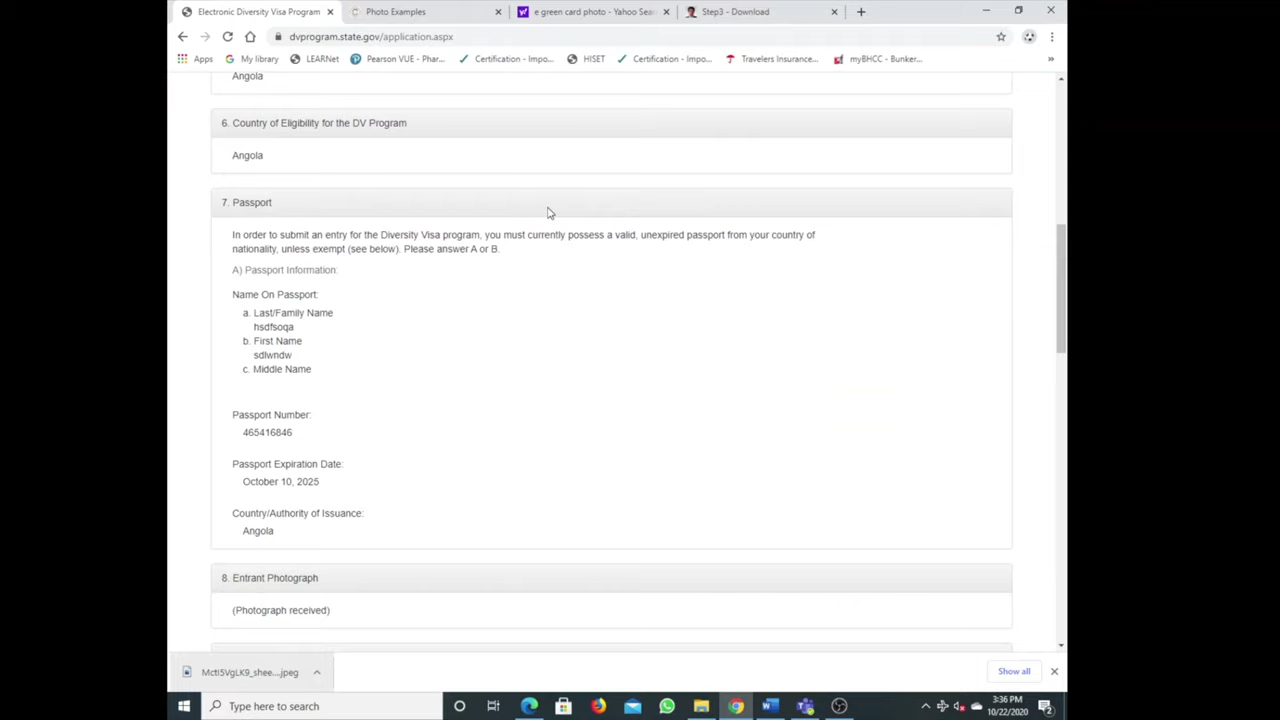 Electronic Diversity Visa Program
Photo Examples
e green card photo - Yahoo Sear
Step3 - Download
dvprogram.state.gov/application.aspx
Apps
My library
LEARNet
Pearson VUE - Phar...
Certification - Impo...
HISET
Certification - Impo...
Travelers Insurance...
myBHCC - Bunker...
»
Angola
6. Country of Eligibility for the DV Program
Angola
7. Passport
In order to submit an entry for the Diversity Visa program, you must currently possess a valid, unexpired passport from your country of
nationality, unless exempt (see below). Please answer A or B.
A) Passport Information:
Name On Passport:
a. Last/Family Name
hsdfsoqa
b. First Name
sdlwndw
c. Middle Name
Passport Number:
465416846
Passport Expiration Date:
October 10, 2025
Country/Authority of Issuance:
Angola
8. Entrant Photograph
(Photograph received)
Mcti5VgLK9_shee....jpeg
Show all
Type here to search
3:36 PM
10/22/2020
2